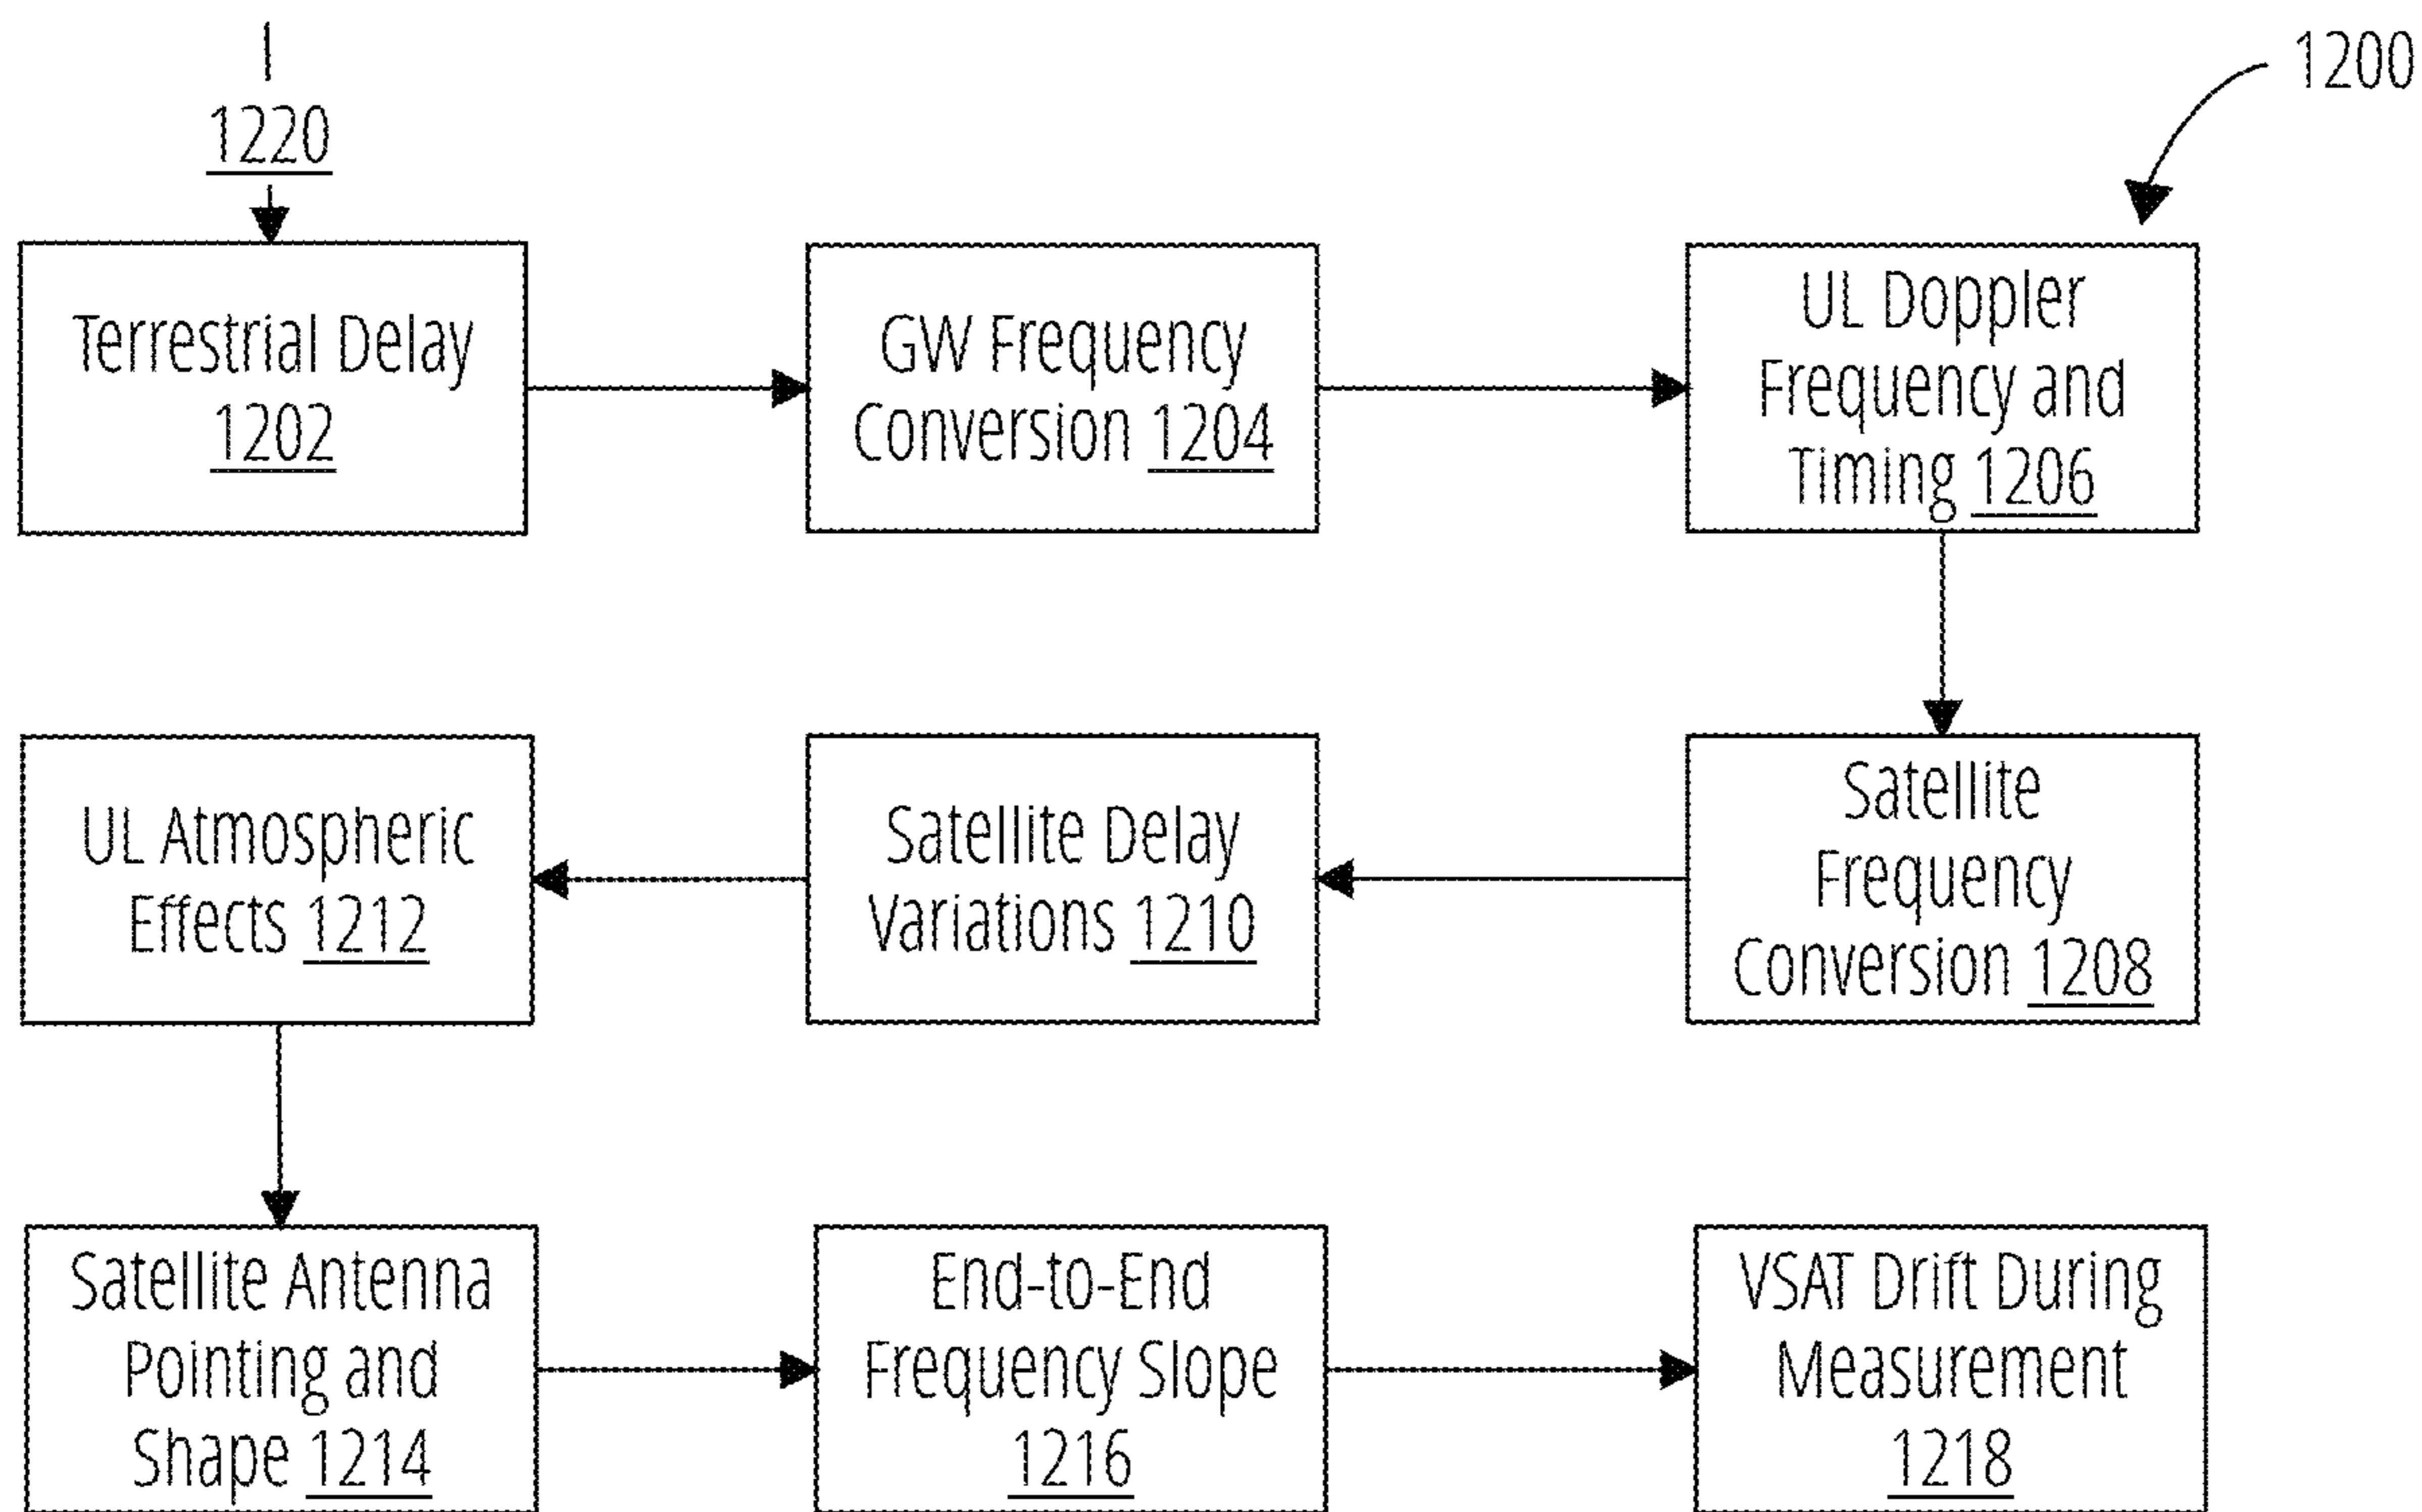 1200
1220
Terrestrial Delay
1202
GW Frequency
Conversion 1204
UL Doppler
Frequency and
Timing 1206
UL Atmospheric
Effects 1212
Satellite Delay
Variations 1210
Satellite
Frequency
Conversion 1208
Satellite Antenna
Pointing and
Shape 1214
End-to-End
Frequency Slope
1216
VSAT Drift During
Measurement
1218